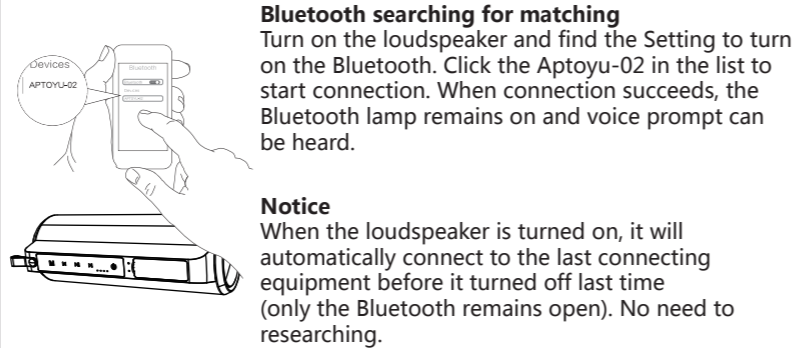 Bluetooth searching for matching
Turn on the loudspeaker and find the Setting to turn
on the Bluetooth. Click the Aptoyu-02 in the list to
start connection. When connection succeeds, the
Bluetooth lamp remains on and voice prompt can
be heard.
Devices
APTOYU-02
Bluetooth
Notice
When the loudspeaker is turned on, it will
automatically connect to the last connecting
equipment before it turned off last time
(only the Bluetooth remains open). No need to
researching.